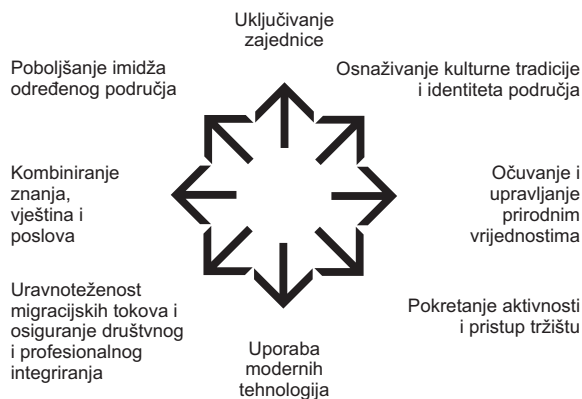 Uključivanje
zajednice
Poboljšanje imidža
određenog područja
Osnaživanje kulturne tradicije
i identiteta područja
Kombiniranje
znanja,
vještina i
poslova
Očuvanje i
upravljanje
prirodnim
vrijednostima
Uravnoteženost
migracijskih tokova i
osiguranje društvnog
i profesionalnog
integriranja
Pokretanje aktivnosti
i pristup tržištu
Uporaba
modernih
tehnologija